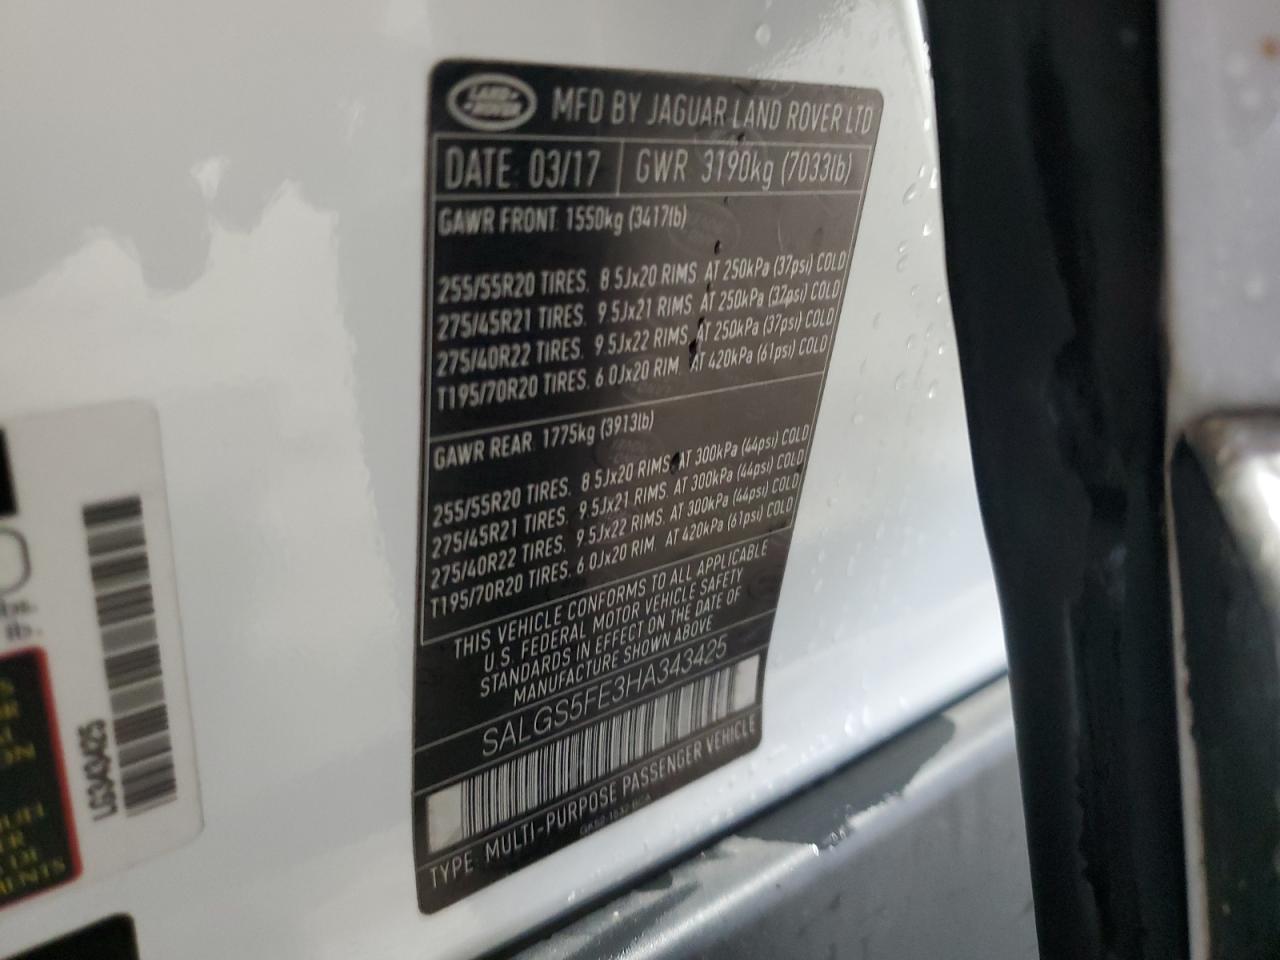 LAND ROVER
MFD BY JAGUAR LAND ROVER LTD
DATE: 03/17 GWR 3190kg (7033lb)
GAWR FRONT 1550kg (3417lb)
255/55R20 TIRES. 8.5Jx20 RIMS AT 250kPa (37psi) COLD
275/45R21 TIRES. 9.5Jx21 RIMS AT 250kPa (37psi) COLD
275/40R22 TIRES. 9.5Jx22 RIMS AT 250kPa (37psi) COLD
T195/70R20 TIRES. 6.0Jx20 RIM. AT 420kPa (61psi) COLD
GAWR REAR. 1775kg (3913lb)
255/55R20 TIRES. 8.5Jx20 RIMS AT 300kPa (44psi) COLD
275/45R21 TIRES. 9.5Jx21 RIMS. AT 300kPa (44psi) COLD
275/40R22 TIRES. 9.5Jx22 RIMS. AT 300kPa (44psi) COLD
T195/70R20 TIRES. 6.0Jx20 RIM. AT 420kPa (61psi) COLD
THIS VEHICLE CONFORMS TO ALL APPLICABLE
U.S. FEDERAL MOTOR VEHICLE SAFETY
STANDARDS IN EFFECT ON THE DATE OF
MANUFACTURE SHOWN ABOVE
SALGS5FE3HA343425
TYPE: MULTI-PURPOSE PASSENGER VEHICLE
lb.
LG343425